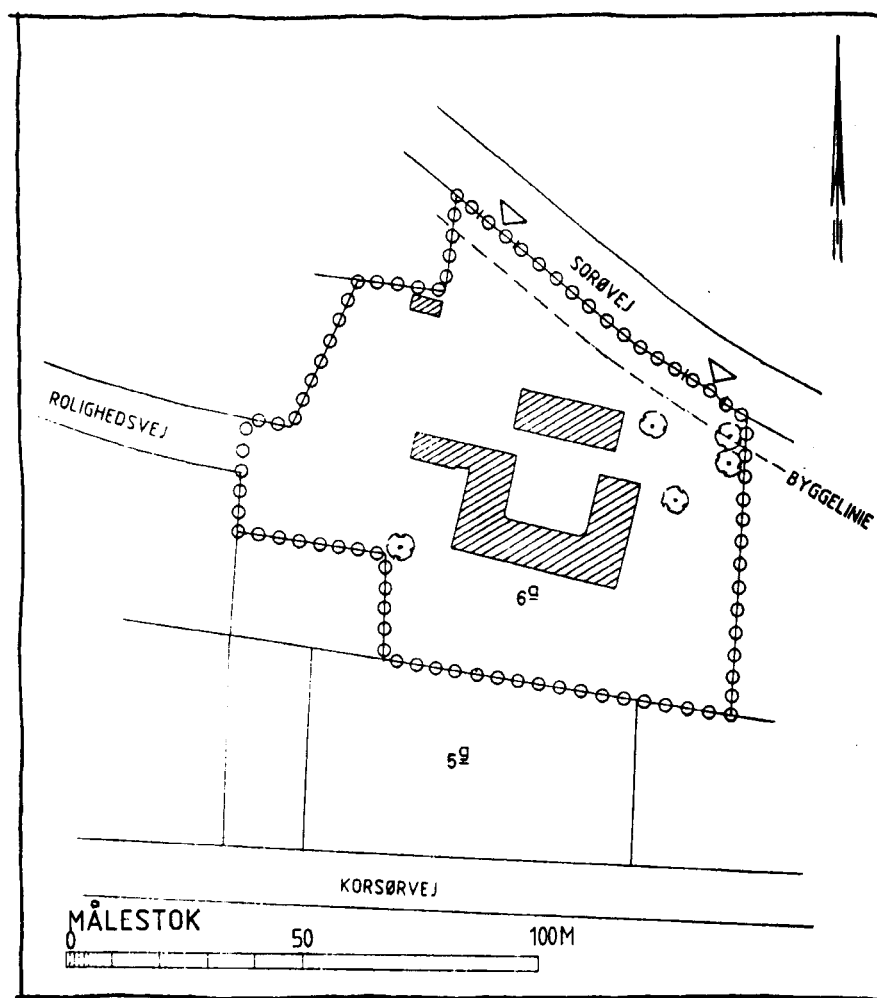 SORØVEJ
ROLIGHEDSVEJ
BYGGELINIE
6a
5a
KORSØRVEJ
MÅLESTOK
0 50 100M